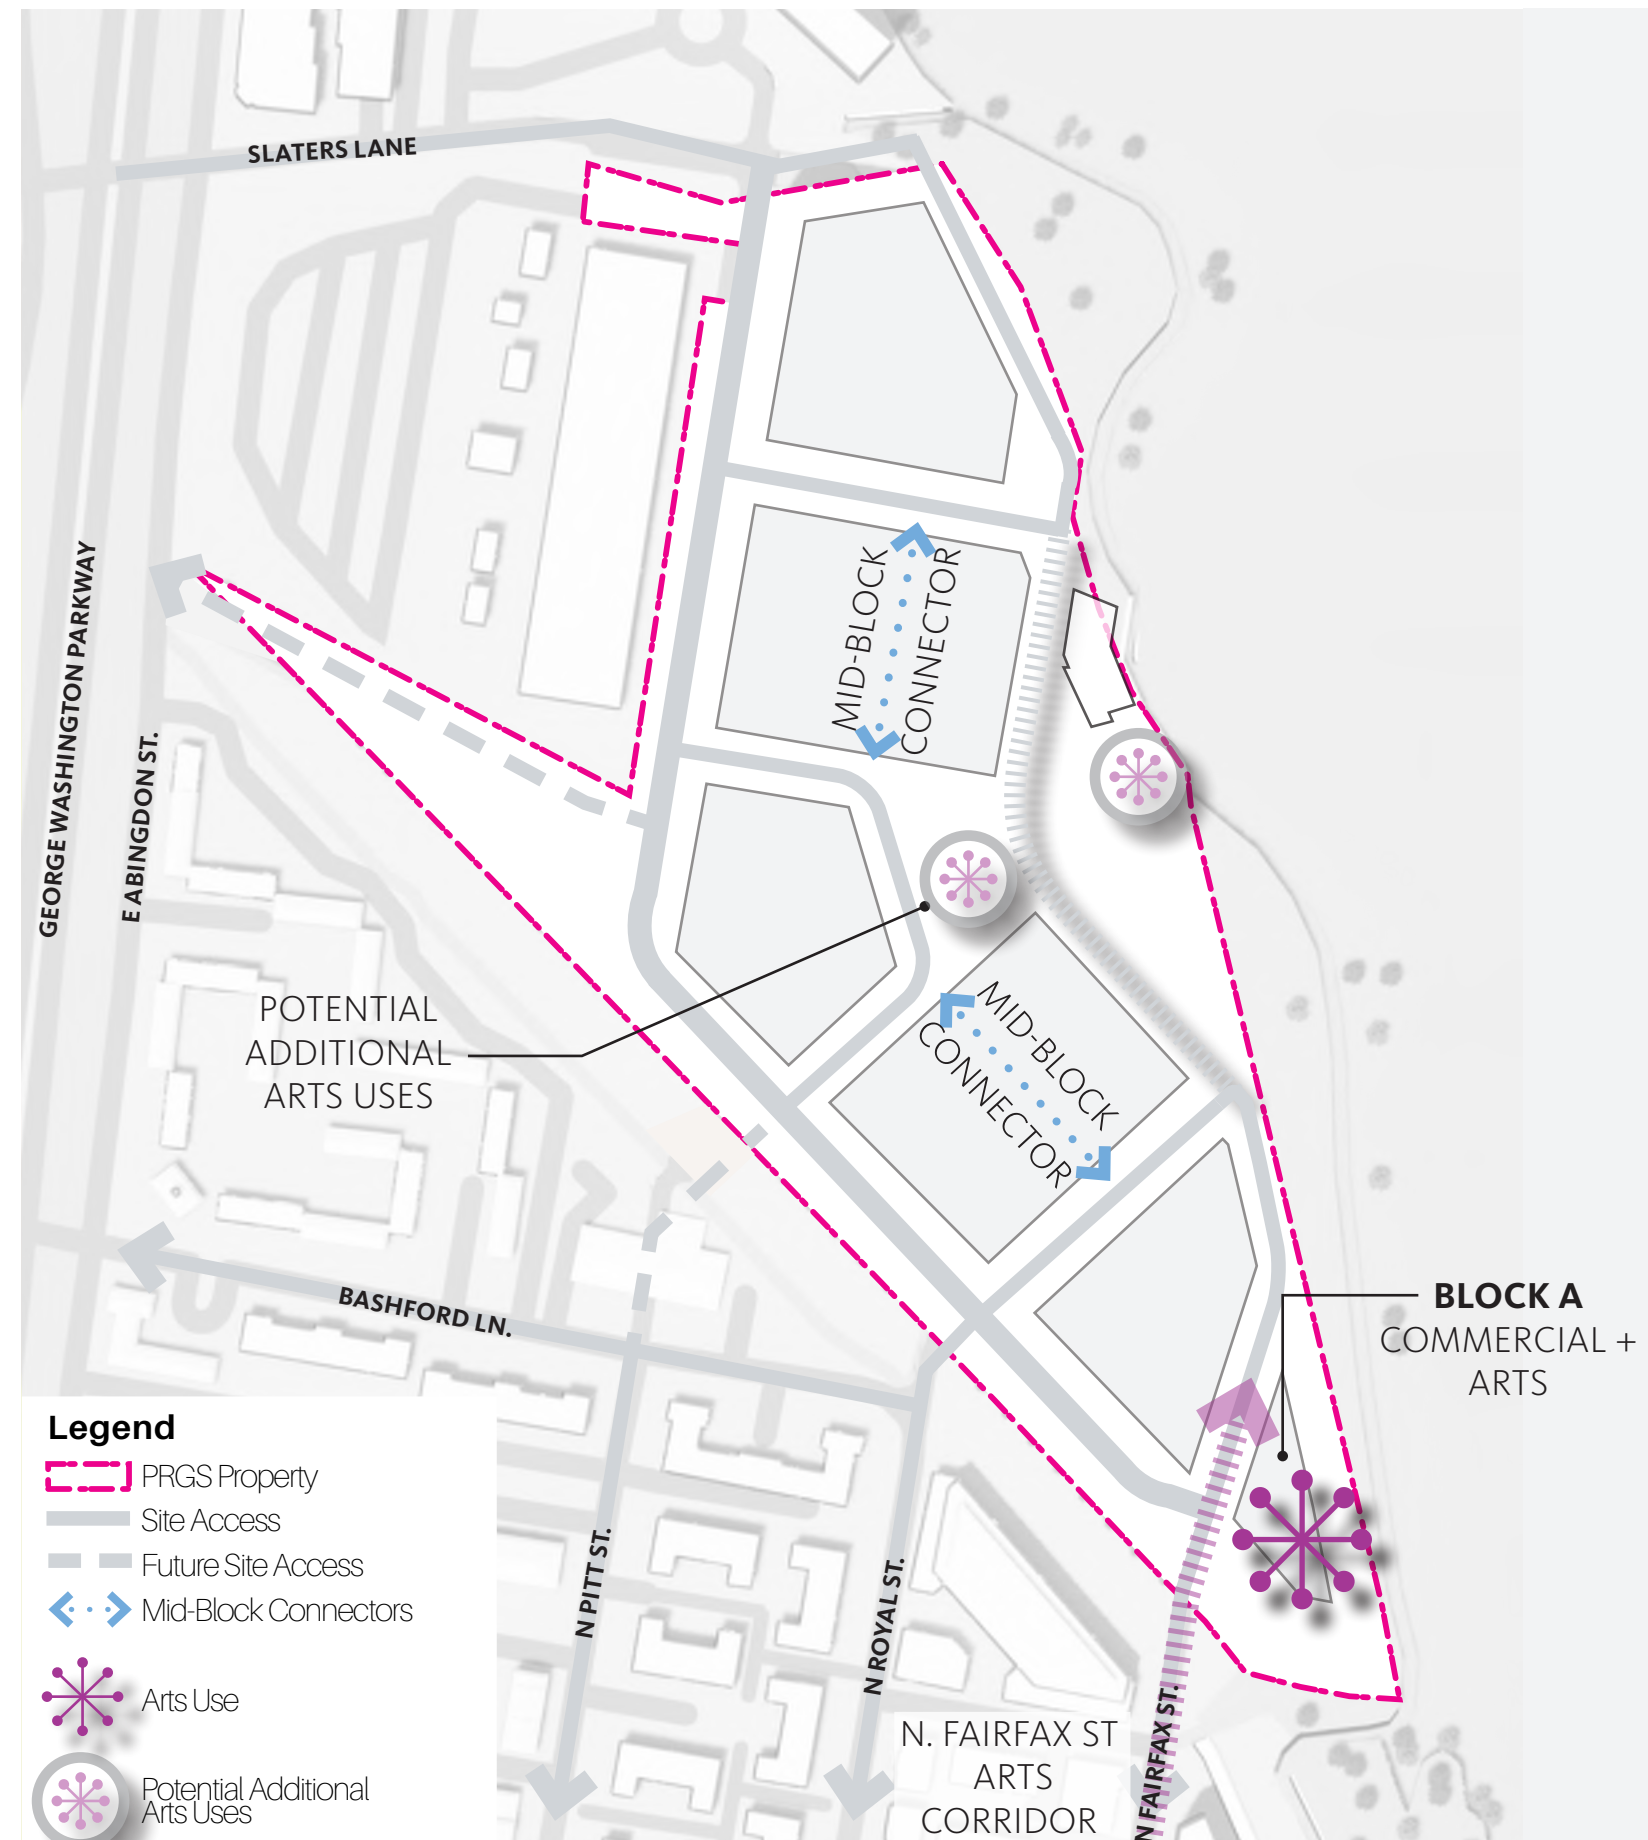 SLATERS LANE
GEORGE WASHINGTON PARKWAY
E ABINGDON ST.
MID-BLOCK
CONNECTOR
POTENTIAL
ADDITIONAL
ARTS USES
MID-BLOCK
CONNECTOR
BASHFORD LN.
BLOCK A
COMMERCIAL +
ARTS
N PITT ST.
N ROYAL ST.
N FAIRFAX ST.
N. FAIRFAX ST
ARTS
CORRIDOR
Legend
PRGS Property
Site Access
Future Site Access
Mid-Block Connectors
Arts Use
Potential Additional
Arts Uses